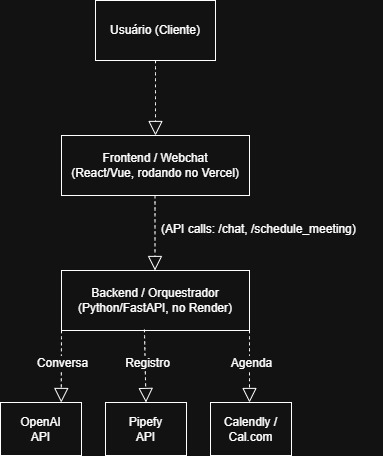 Usuário (Cliente)
Frontend / Webchat
(React/Vue, rodando no Vercel)
(API calls: /chat, /schedule_meeting)
Backend / Orquestrador
(Python/FastAPI, no Render)
Conversa
Registro
Agenda
OpenAI
API
Pipefy
API
Calendly /
Cal.com